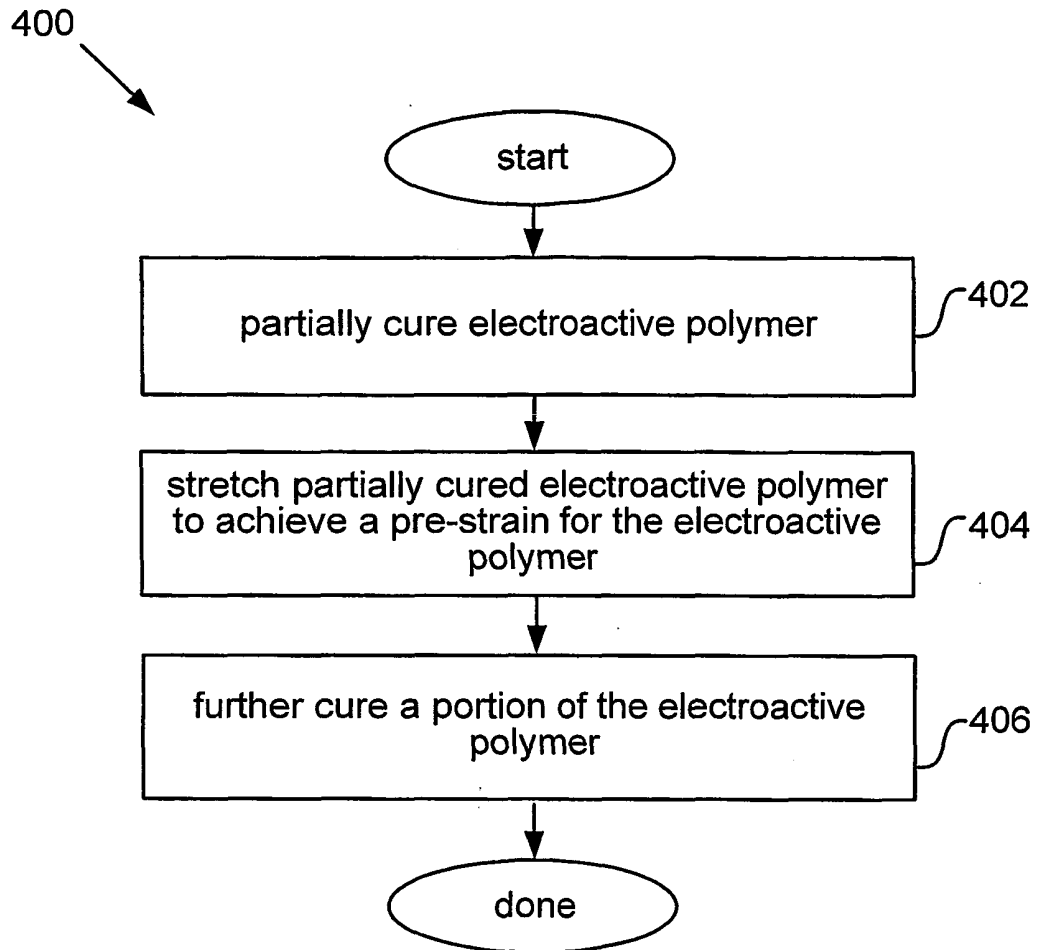 400
start
partially cure electroactive polymer
402
stretch partially cured electroactive polymer
to achieve a pre-strain for the electroactive
polymer
404
further cure a portion of the electroactive
polymer
406
done